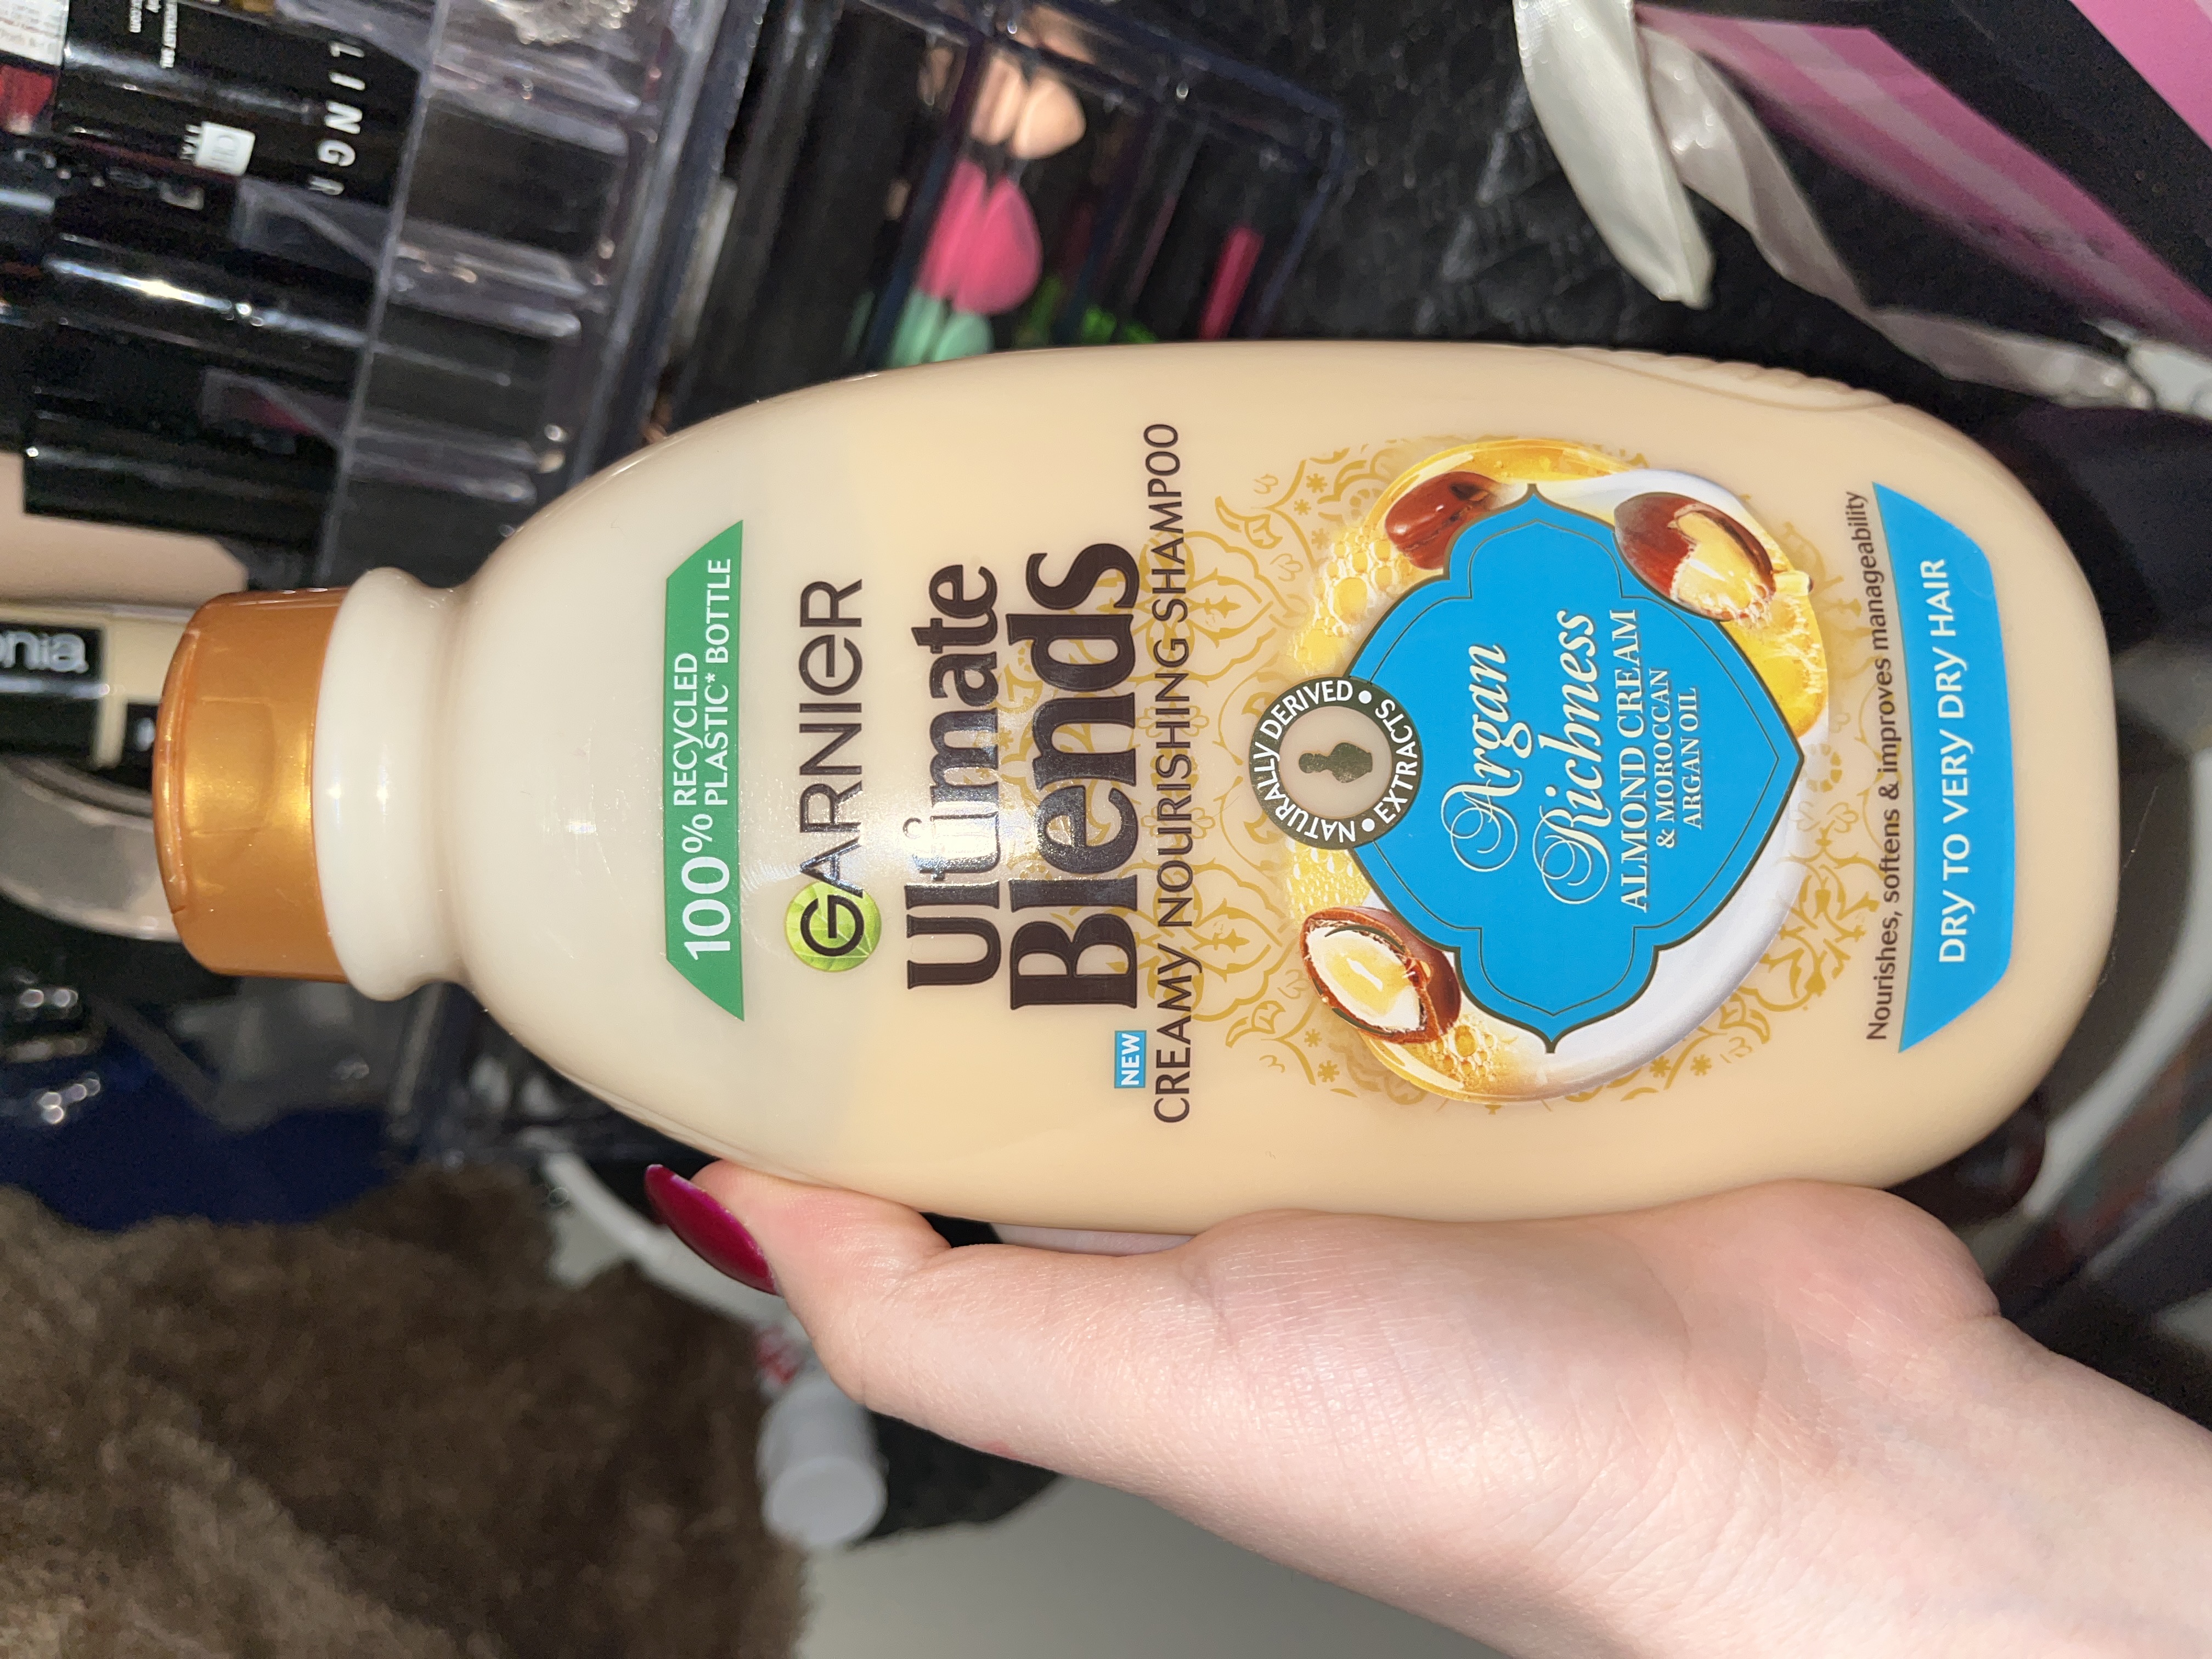 100% RECYCLED
PLASTIC* BOTTLE
GARNIER
Ultimate
Blends
NEW
CREAMY NOURISHING SHAMPOO
NATURALLY DERIVED • EXTRACTS •
Argan
Richness
ALMOND CREAM
& MOROCCAN
ARGAN OIL
Nourishes, softens & improves manageability
DRY TO VERY DRY HAIR